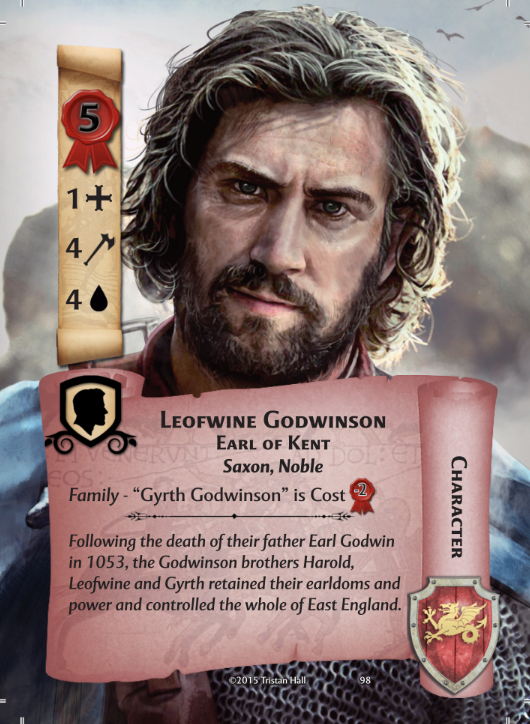 5
1
4
4
LEOFWINE GODWINSON
EARL OF KENT
Saxon, Noble
Family - “Gyrth Godwinson” is Cost -2
Following the death of their father Earl Godwin
in 1053, the Godwinson brothers Harold,
Leofwine and Gyrth retained their earldoms and
power and controlled the whole of East England.
CHARACTER
©2015 Tristan Hall
98